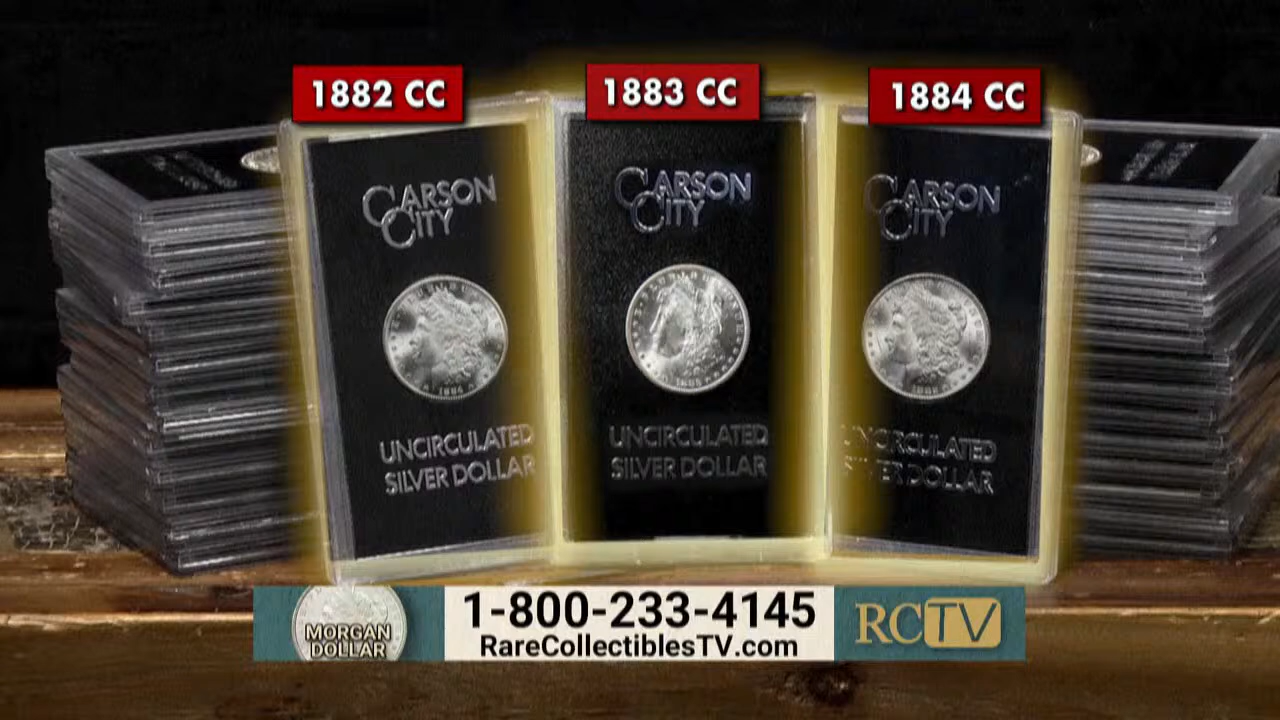 1882 CC
1883 CC
1884 CC
CARSON
CITY
UNCIRCULATED
SILVER DOLLAR
CARSON
CITY
UNCIRCULATED
SILVER DOLLAR
CARSON
CITY
UNCIRCULATED
SILVER DOLLAR
MORGAN
DOLLAR
1-800-233-4145
RareCollectiblesTV.com
RCTV